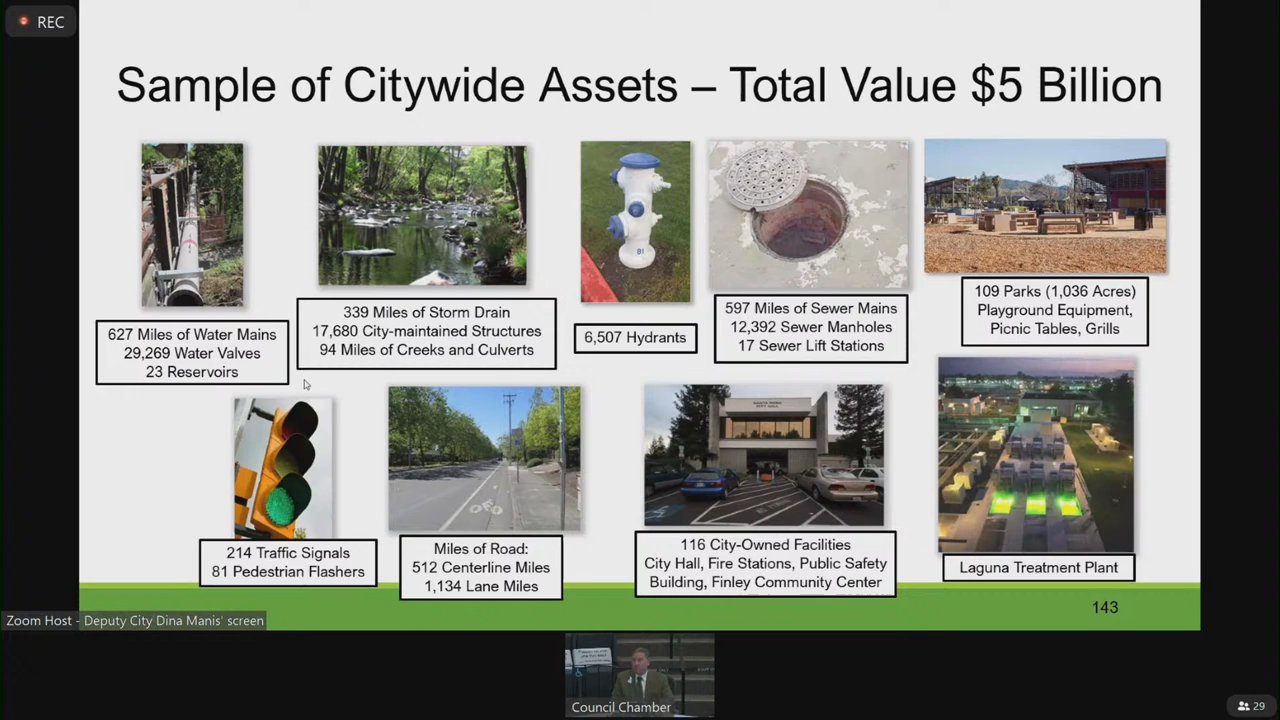 REC
Sample of Citywide Assets – Total Value $5 Billion
BI
627 Miles of Water Mains
29,269 Water Valves
23 Reservoirs
339 Miles of Storm Drain
17,680 City-maintained Structures
94 Miles of Creeks and Culverts
6,507 Hydrants
597 Miles of Sewer Mains
12,392 Sewer Manholes
17 Sewer Lift Stations
109 Parks (1,036 Acres)
Playground Equipment,
Picnic Tables, Grills
CITY HALL
214 Traffic Signals
81 Pedestrian Flashers
Miles of Road:
512 Centerline Miles
1,134 Lane Miles
116 City-Owned Facilities
City Hall, Fire Stations, Public Safety
Building, Finley Community Center
Laguna Treatment Plant
143
Zoom Host - Deputy City Dina Manis' screen
Council Chamber
29